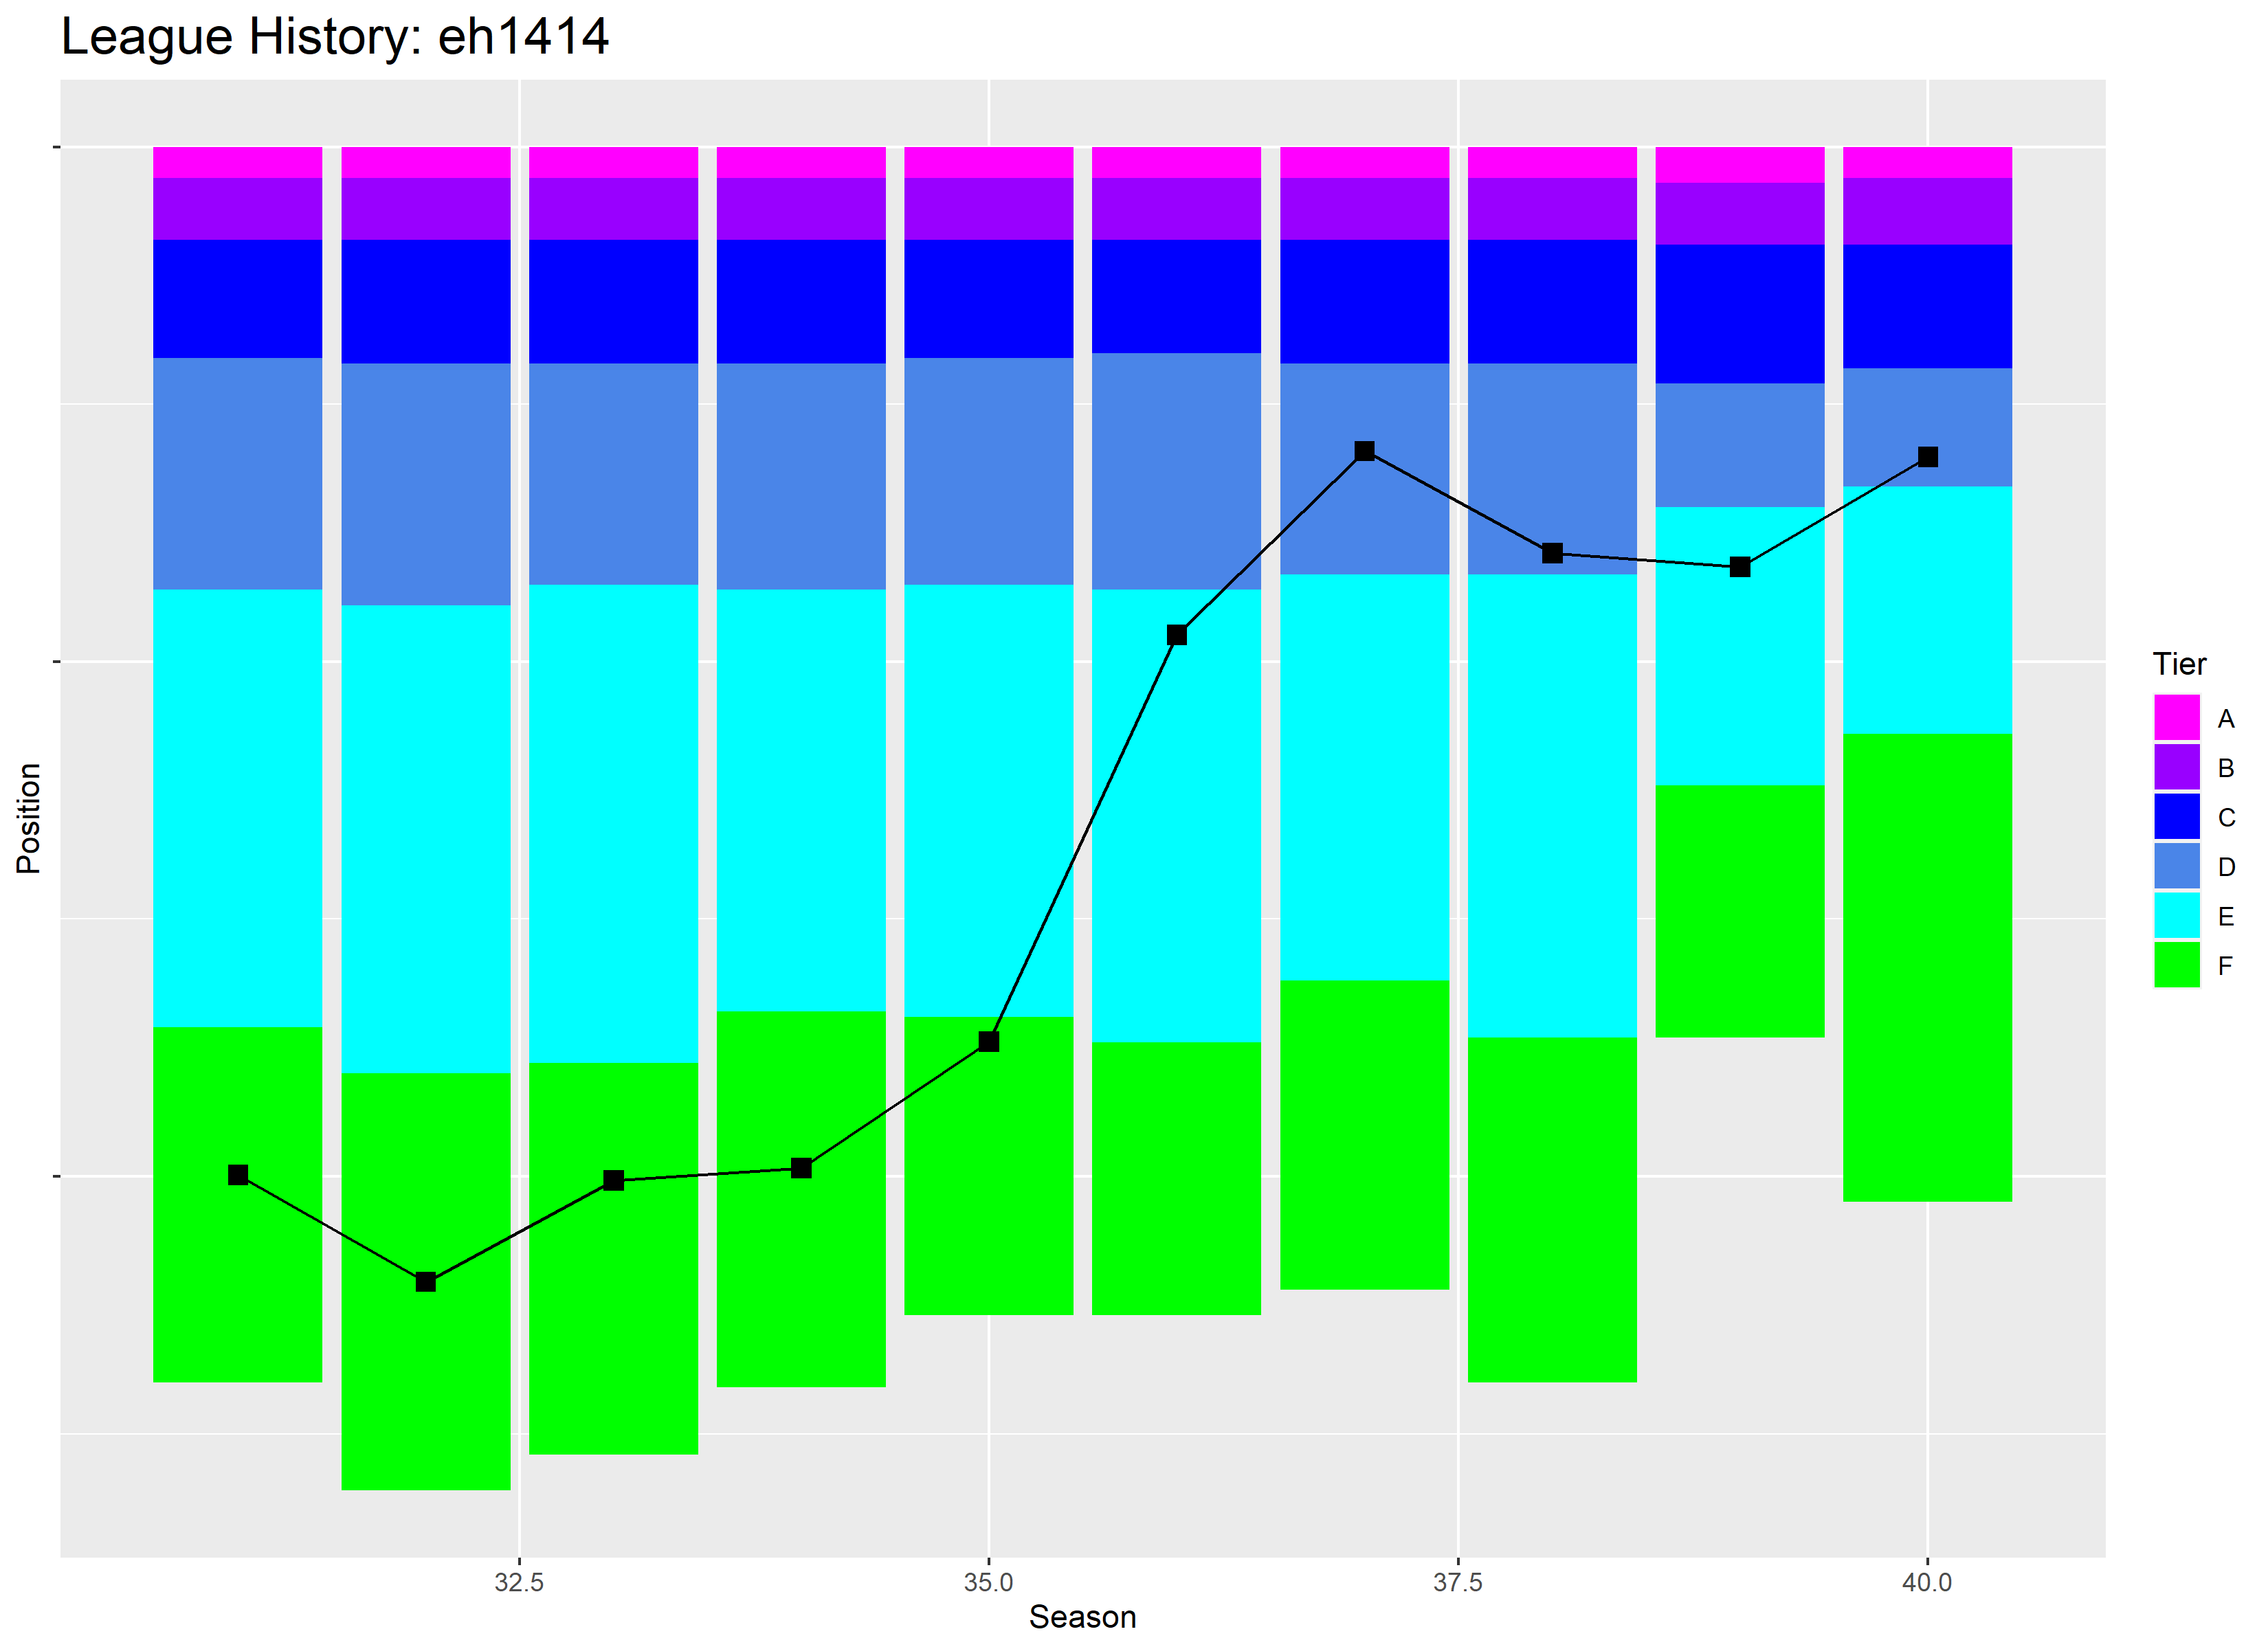 League History: eh1414
Position
Tier
A
B
C
D
E
F
32.5
35.0
37.5
40.0
Season